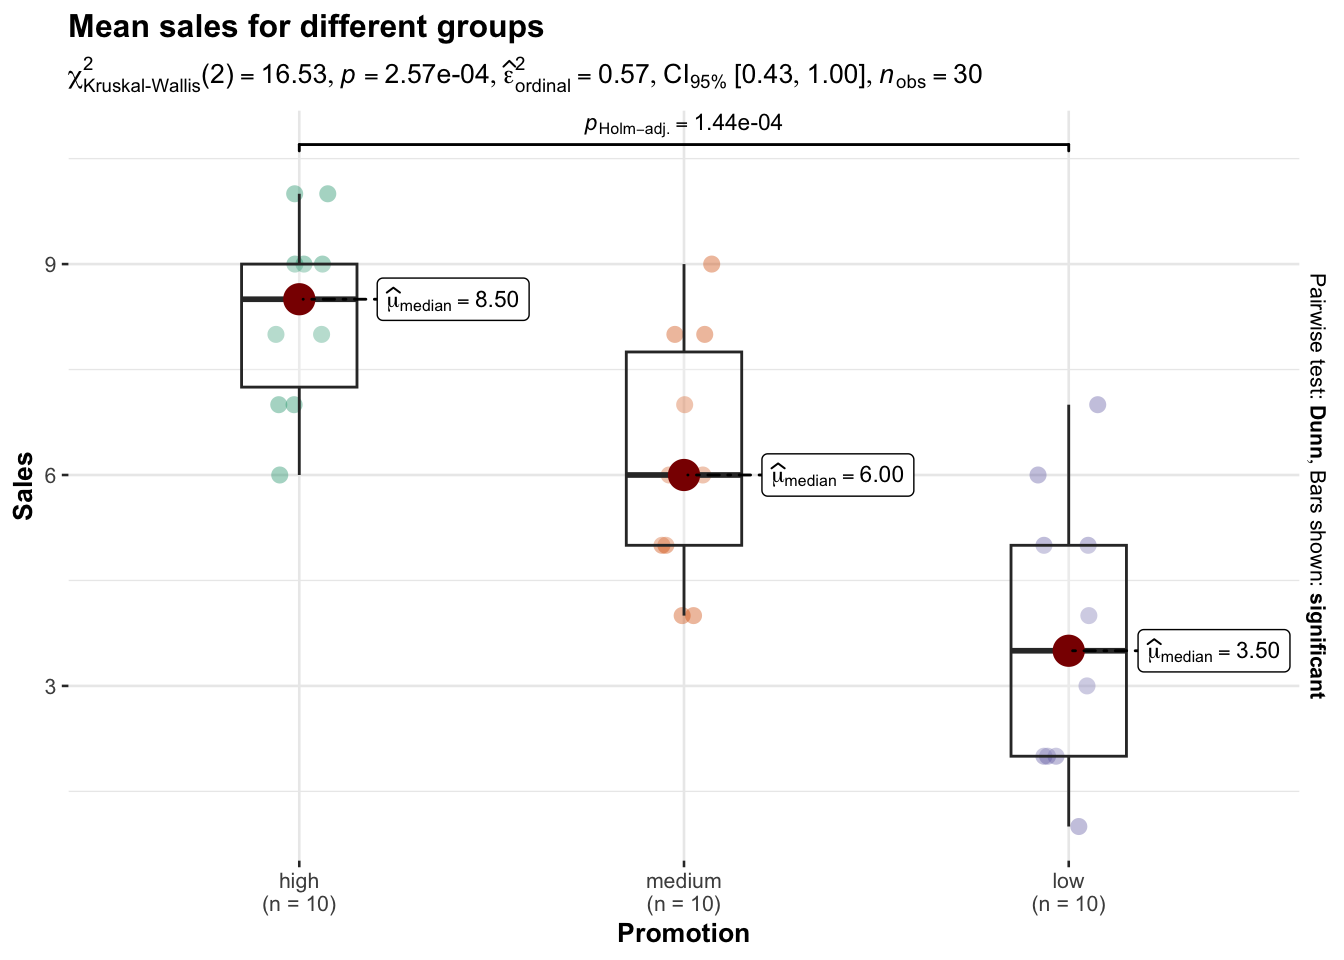 Mean sales for different groups
χ²Kruskal-Wallis(2) = 16.53, p = 2.57e-04, ε̂²ordinal = 0.57, CI95% [0.43, 1.00], nobs = 30
pHolm−adj. = 1.44e-04
9
6
3
Sales
μ̂median = 8.50
μ̂median = 6.00
μ̂median = 3.50
Pairwise test: Dunn, Bars shown: significant
high
(n = 10)
medium
(n = 10)
low
(n = 10)
Promotion